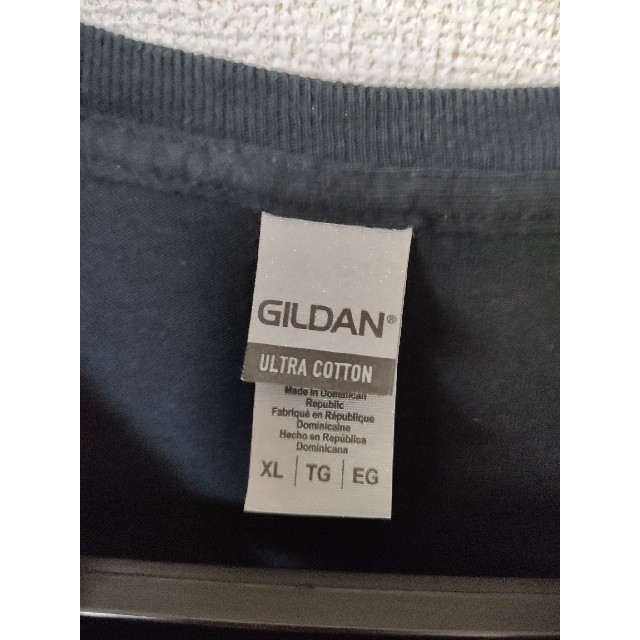 GILDAN®
ULTRA COTTON
Made in Dominican
Republic
Fabriqué en République
Dominicaine
Hecho en República
Dominicana
XL | TG | EG